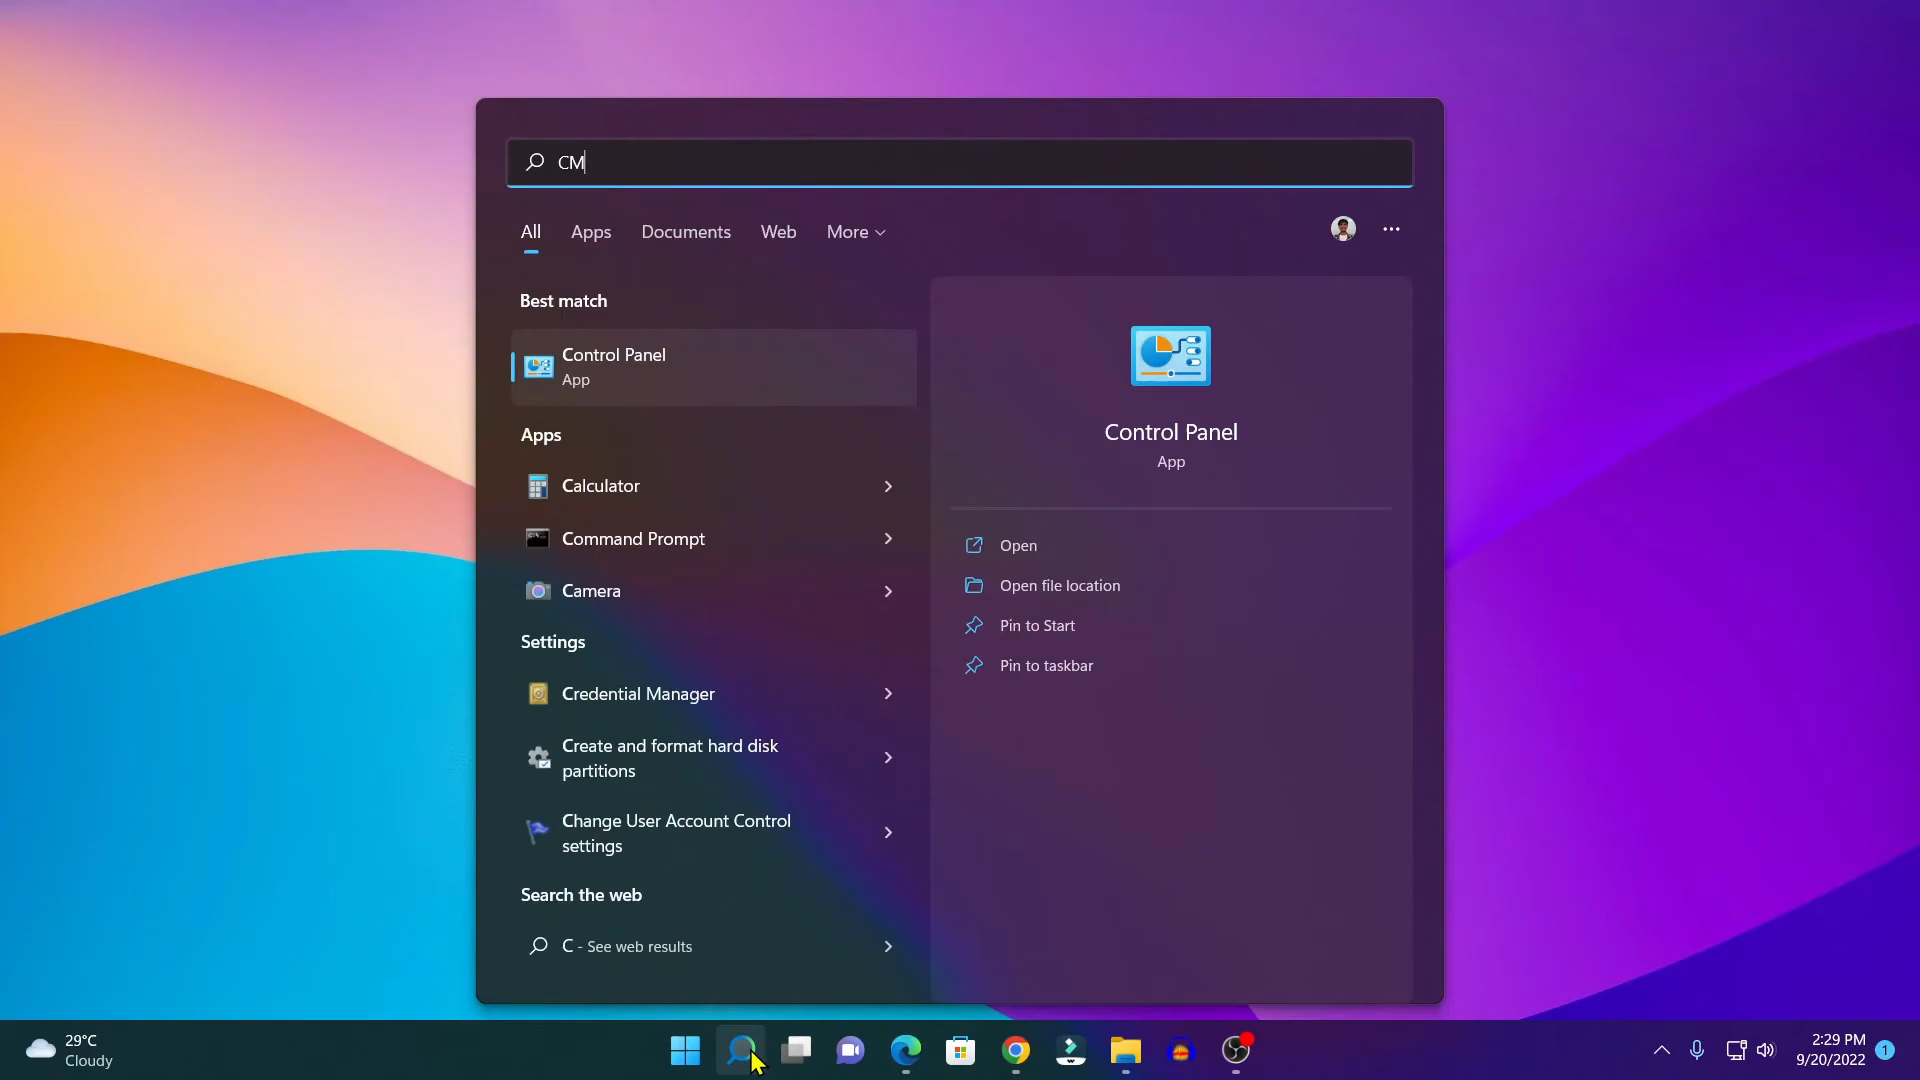 CM
All Apps Documents Web More
Best match
Control Panel
App
Apps
Calculator
Command Prompt
Camera
Settings
Credential Manager
Create and format hard disk
partitions
Change User Account Control
settings
Search the web
C - See web results
Control Panel
App
Open
Open file location
Pin to Start
Pin to taskbar
29°C
Cloudy
2:29 PM
9/20/2022
1